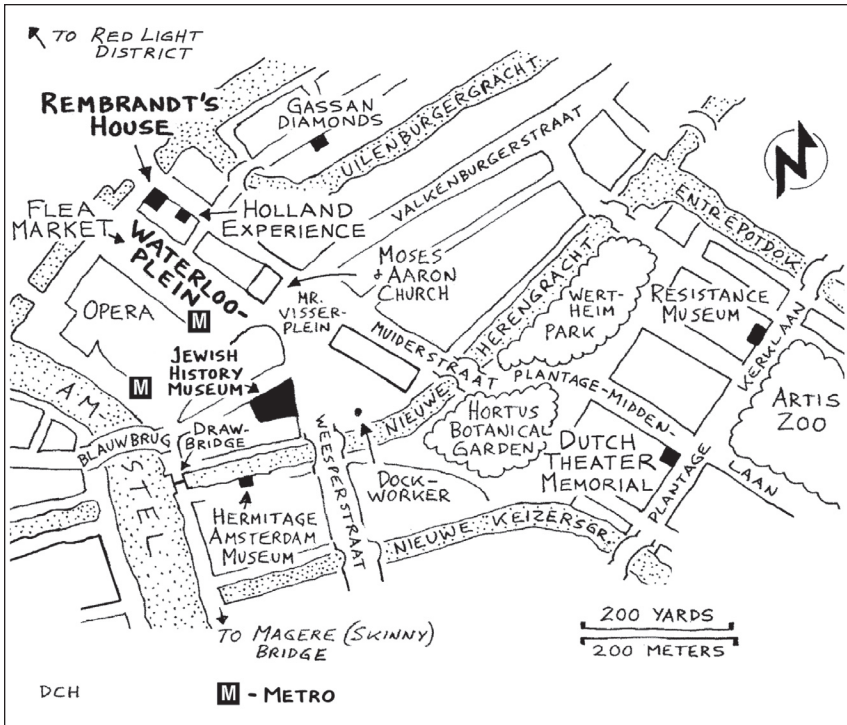 TO RED LIGHT
DISTRICT
REMBRANDT'S
HOUSE
GASSAN
DIAMONDS
UILENBURGERGRACHT
VALKENBURGERSTRAAT
ENTREPOTDOK
FLEA
MARKET
HOLLAND
EXPERIENCE
WATERLOO-
PLEIN
MOSES
& AARON
CHURCH
OPERA
M
MR.
VISSER-
PLEIN
NIEUWE HERENGRACHT
WERT-
HEIM
PARK
RESISTANCE
MUSEUM
MUIDERSTRAAT
JEWISH
HISTORY
MUSEUM
M
PLANTAGE-MIDDEN-
LAAN
PLANTAGE KERKLAAN
ARTIS
ZOO
AM-
STEL
BLAUWBRUG
DRAW-
BRIDGE
HORTUS
BOTANICAL
GARDEN
DUTCH
THEATER
MEMORIAL
WEESPERSTRAAT
DOCK-
WORKER
HERMITAGE
AMSTERDAM
MUSEUM
NIEUWE KEIZERSGR.
200 YARDS
200 METERS
TO MAGERE (SKINNY)
BRIDGE
DCH
M - METRO